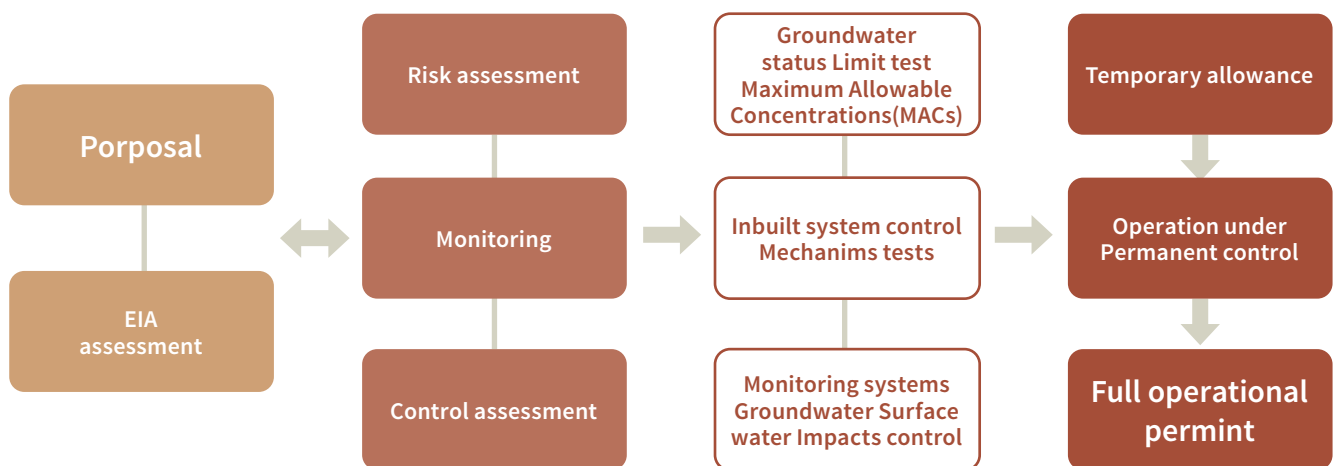 Porposal
EIA
assessment
Risk assessment
Monitoring
Control assessment
Groundwater
status Limit test
Maximum Allowable
Concentrations(MACs)
Inbuilt system control
Mechanims tests
Monitoring systems
Groundwater Surface
water Impacts control
Temporary allowance
Operation under
Permanent control
Full operational
permint